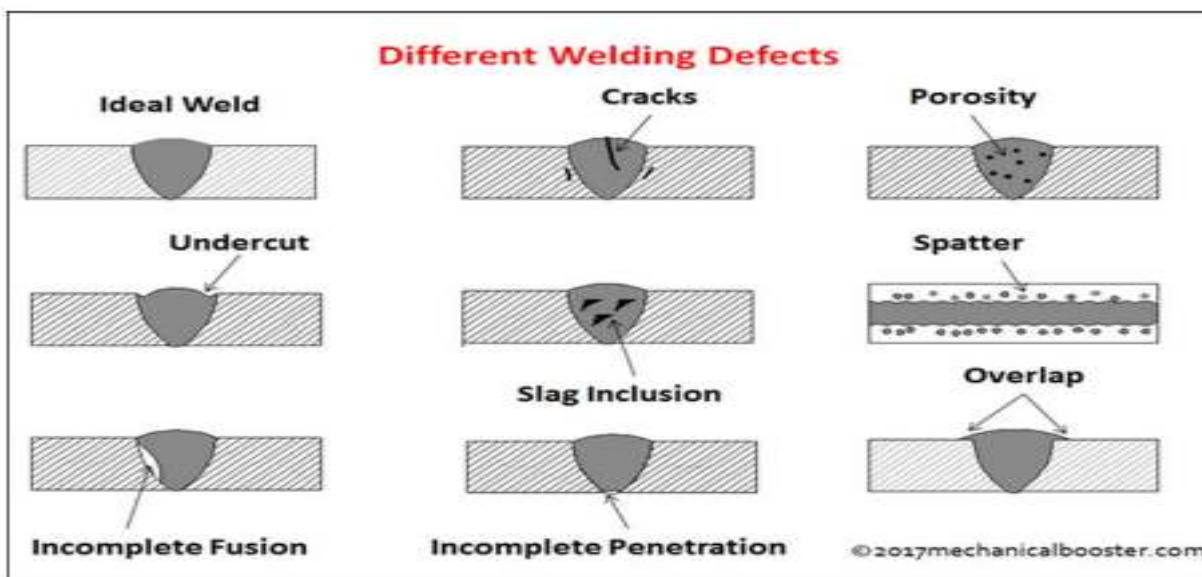 Different Welding Defects
Ideal Weld
Cracks
Porosity
Undercut
Spatter
Slag Inclusion
Overlap
Incomplete Fusion
Incomplete Penetration
©2017mechanicalbooster.com